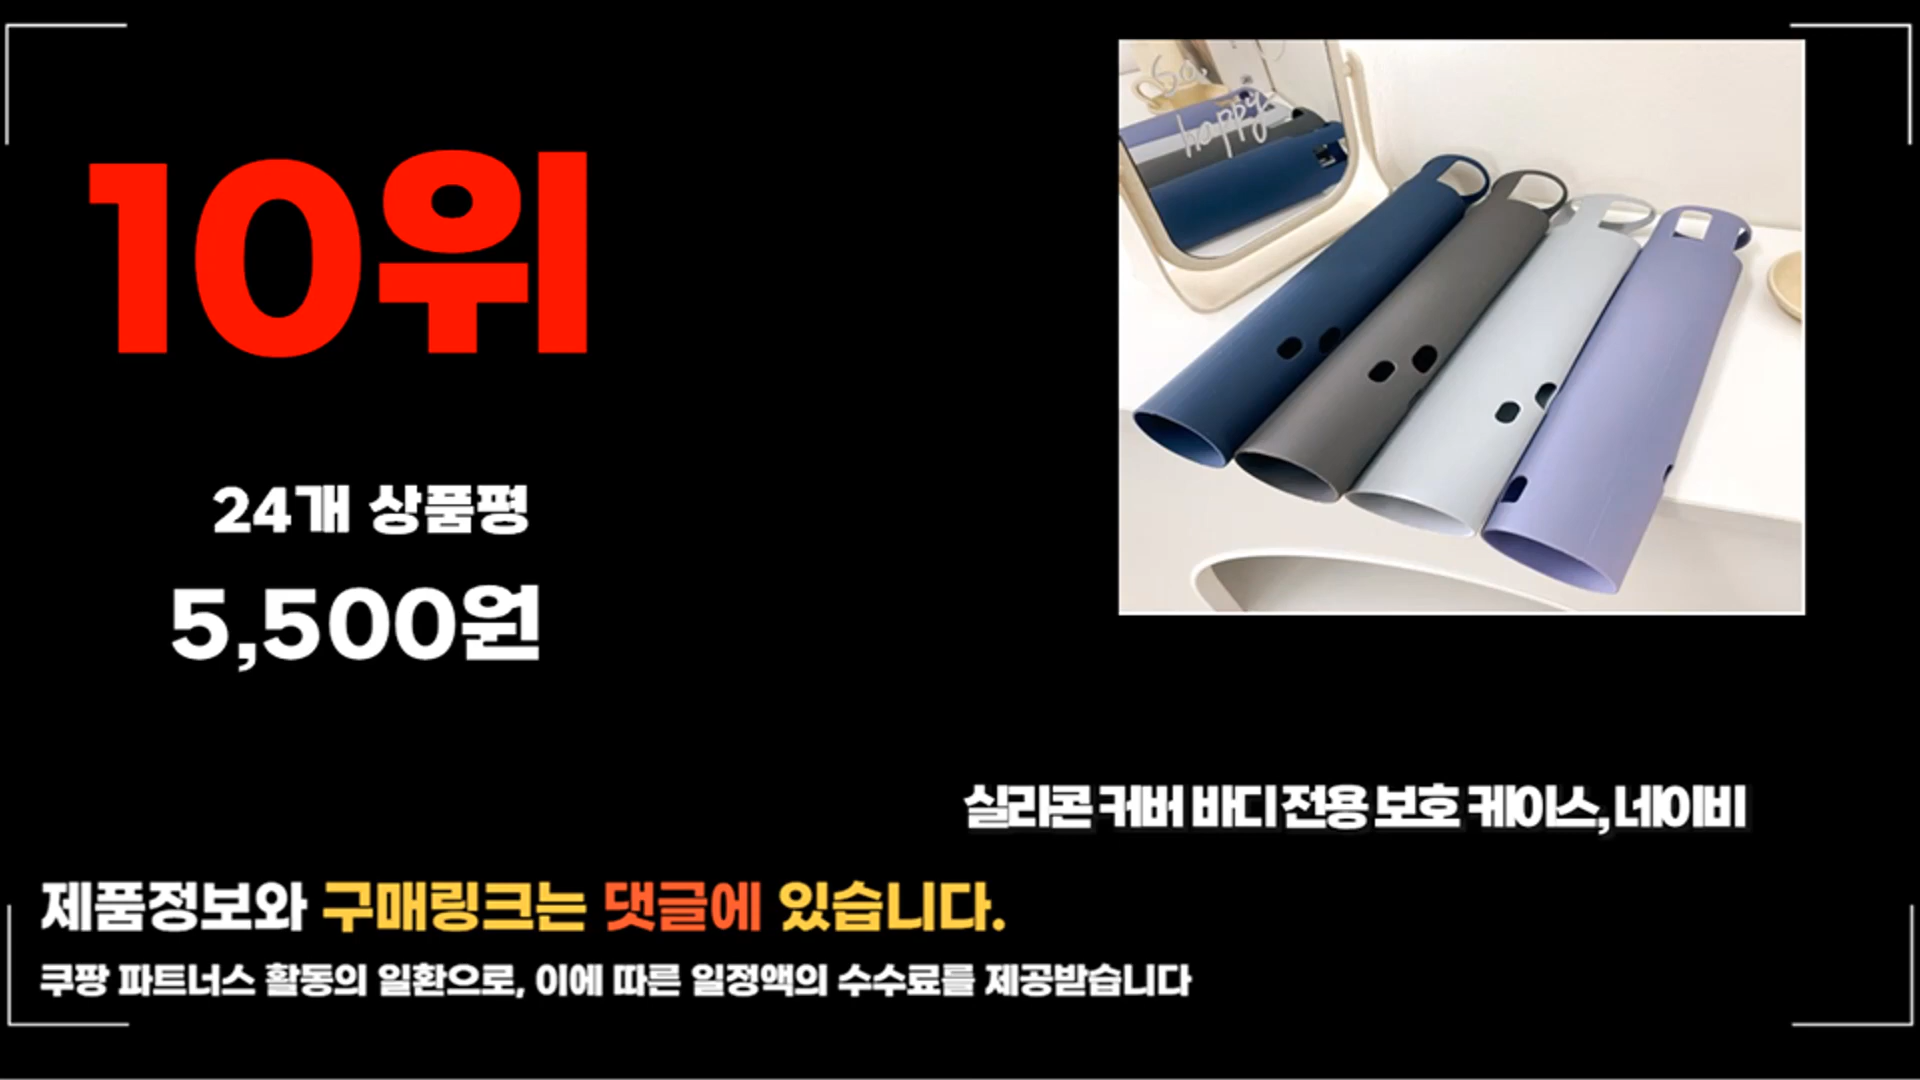 10위
So.
happy
24개 상품평
5,500원
실리콘 커버 바디 전용 보호 케이스, 네이비
제품정보와 구매링크는 댓글에 있습니다.
쿠팡 파트너스 활동의 일환으로, 이에 따른 일정액의 수수료를 제공받습니다